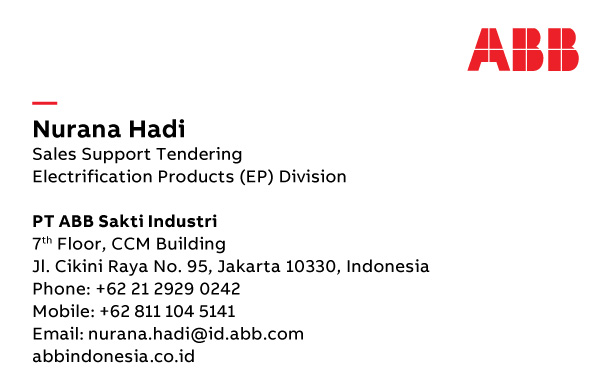 ABB
Nurana Hadi
Sales Support Tendering
Electrification Products (EP) Division
PT ABB Sakti Industri
7th Floor, CCM Building
Jl. Cikini Raya No. 95, Jakarta 10330, Indonesia
Phone: +62 21 2929 0242
Mobile: +62 811 104 5141
Email: nurana.hadi@id.abb.com
abbindonesia.co.id